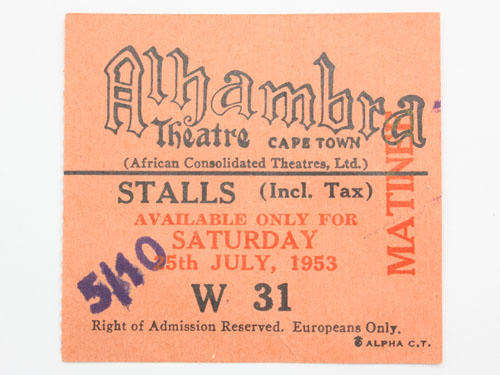 Alhambra
Theatre CAPE TOWN
(African Consolidated Theatres, Ltd.)
STALLS (Incl. Tax)
AVAILABLE ONLY FOR
SATURDAY
25th JULY, 1953
MATINEE
5/10
W 31
Right of Admission Reserved. Europeans Only.
ALPHA C.T.